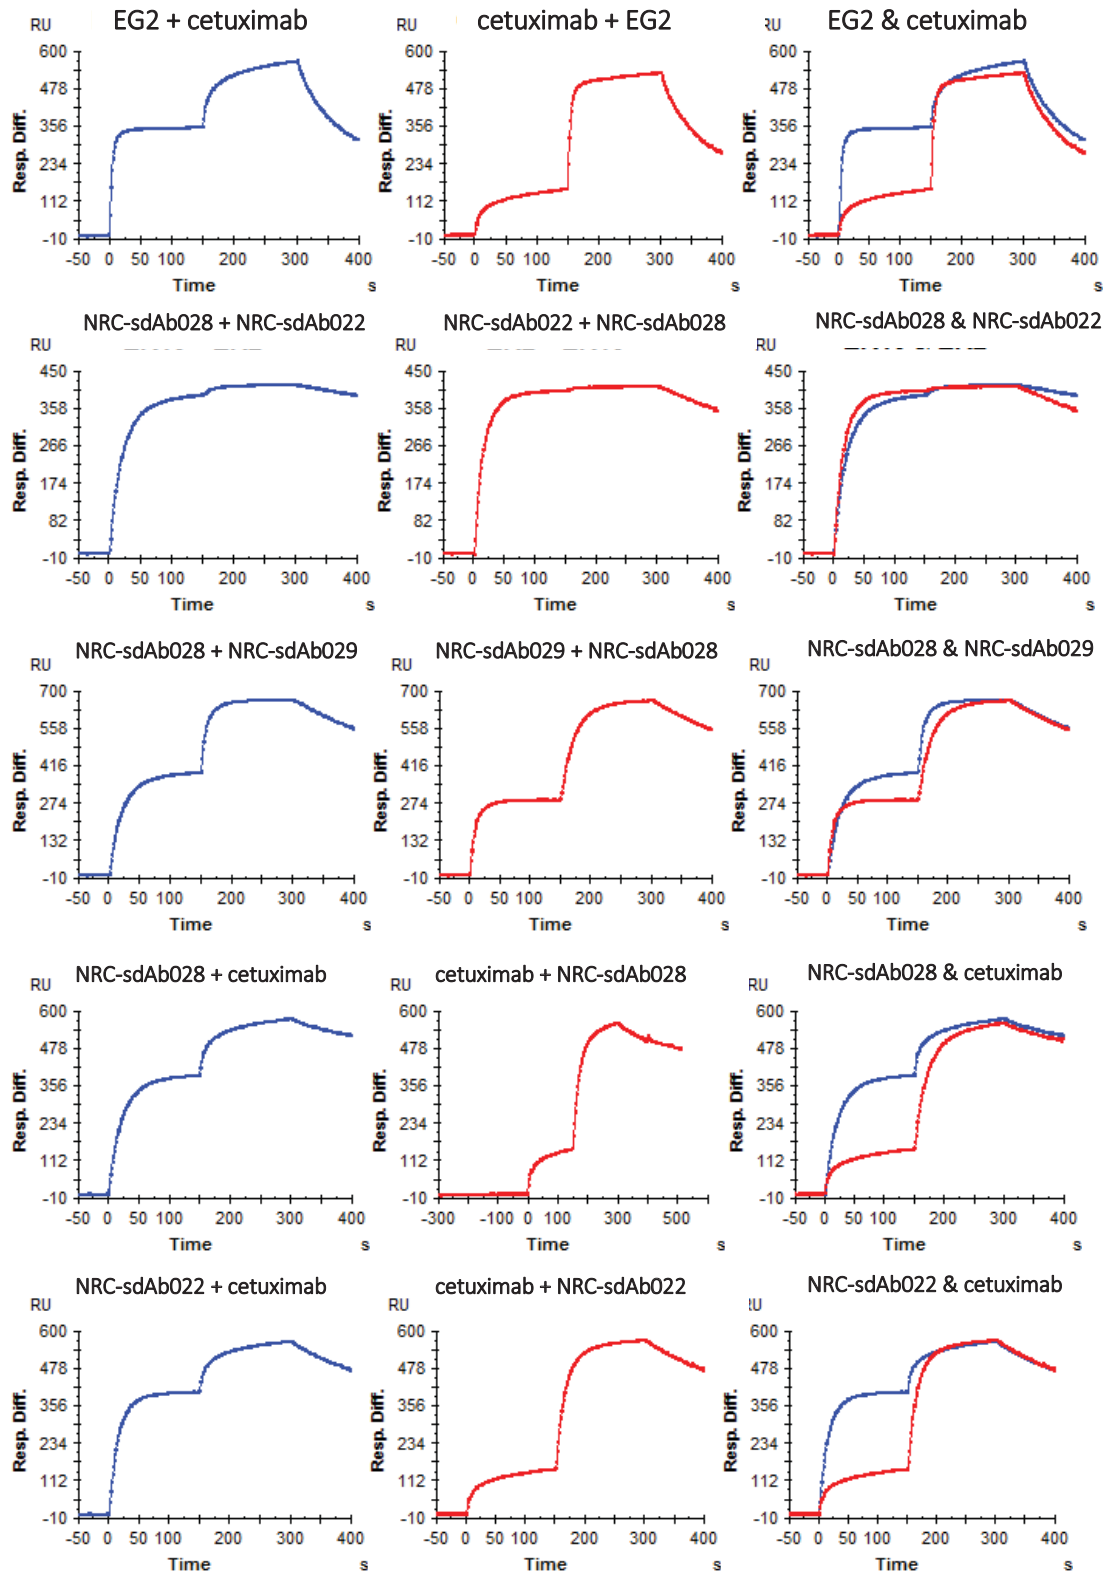 EG2 + cetuximab
cetuximab + EG2
EG2 & cetuximab
RU
RU
RU
600
478
356
234
112
-10
600
478
356
234
112
-10
600
478
356
234
112
-10
Resp. Diff.
Resp. Diff.
Resp. Diff.
-50 0 50 100 200 300 400
-50 0 50 100 200 300 400
-50 0 50 100 200 300 400
Time s
Time s
Time s
NRC-sdAb028 + NRC-sdAb022
NRC-sdAb022 + NRC-sdAb028
NRC-sdAb028 & NRC-sdAb022
RU
RU
RU
450
358
266
174
82
-10
450
358
266
174
82
-10
450
358
266
174
82
-10
Resp. Diff.
Resp. Diff.
Resp. Diff.
-50 0 50 100 200 300 400
-50 0 50 100 200 300 400
-50 0 50 100 200 300 400
Time s
Time s
Time s
NRC-sdAb028 + NRC-sdAb029
NRC-sdAb029 + NRC-sdAb028
NRC-sdAb028 & NRC-sdAb029
RU
RU
RU
700
558
416
274
132
-10
700
558
416
274
132
-10
700
558
416
274
132
-10
Resp. Diff.
Resp. Diff.
Resp. Diff.
-50 0 50 100 200 300 400
-50 0 50 100 200 300 400
-50 0 50 100 200 300 400
Time s
Time s
Time s
NRC-sdAb028 + cetuximab
cetuximab + NRC-sdAb028
NRC-sdAb028 & cetuximab
RU
RU
RU
600
478
356
234
112
-10
600
478
356
234
112
-10
600
478
356
234
112
-10
Resp. Diff.
Resp. Diff.
Resp. Diff.
-50 0 50 100 200 300 400
-300 -100 0 100 300 500
-50 0 50 100 200 300 400
Time s
Time s
Time s
NRC-sdAb022 + cetuximab
cetuximab + NRC-sdAb022
NRC-sdAb022 & cetuximab
RU
RU
RU
600
478
356
234
112
-10
600
478
356
234
112
-10
600
478
356
234
112
-10
Resp. Diff.
Resp. Diff.
Resp. Diff.
-50 0 50 100 200 300 400
-50 0 50 100 200 300 400
-50 0 50 100 200 300 400
Time s
Time s
Time s